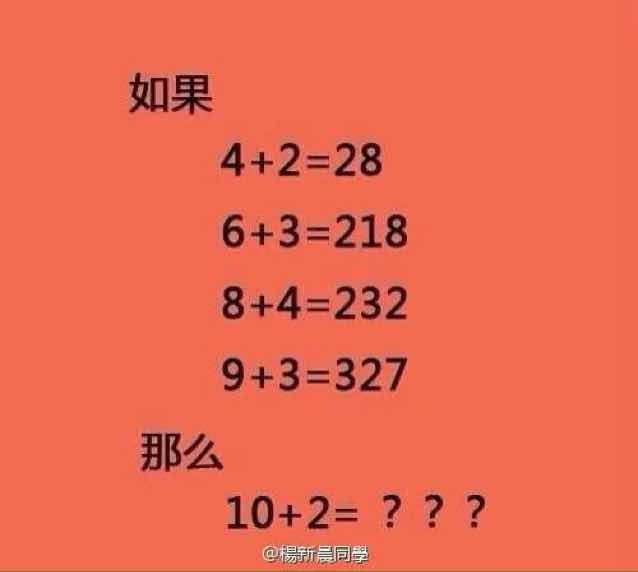 如果
4+2=28
6+3=218
8+4=232
9+3=327
那么
10+2= ? ? ?
@楊新晨同學